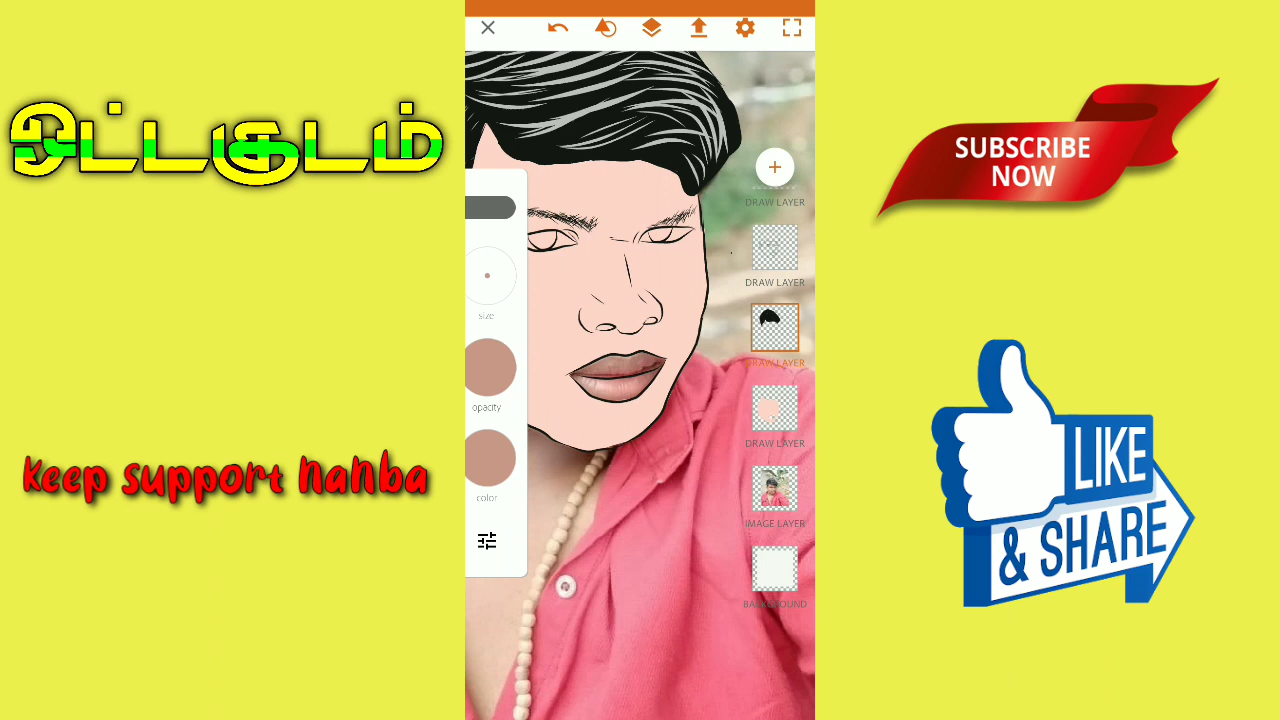 ஒட்டகுடம்
keep support nanba
size
opacity
color
DRAW LAYER
DRAW LAYER
DRAW LAYER
DRAW LAYER
IMAGE LAYER
BACKGROUND
SUBSCRIBE
NOW
LIKE
& SHARE